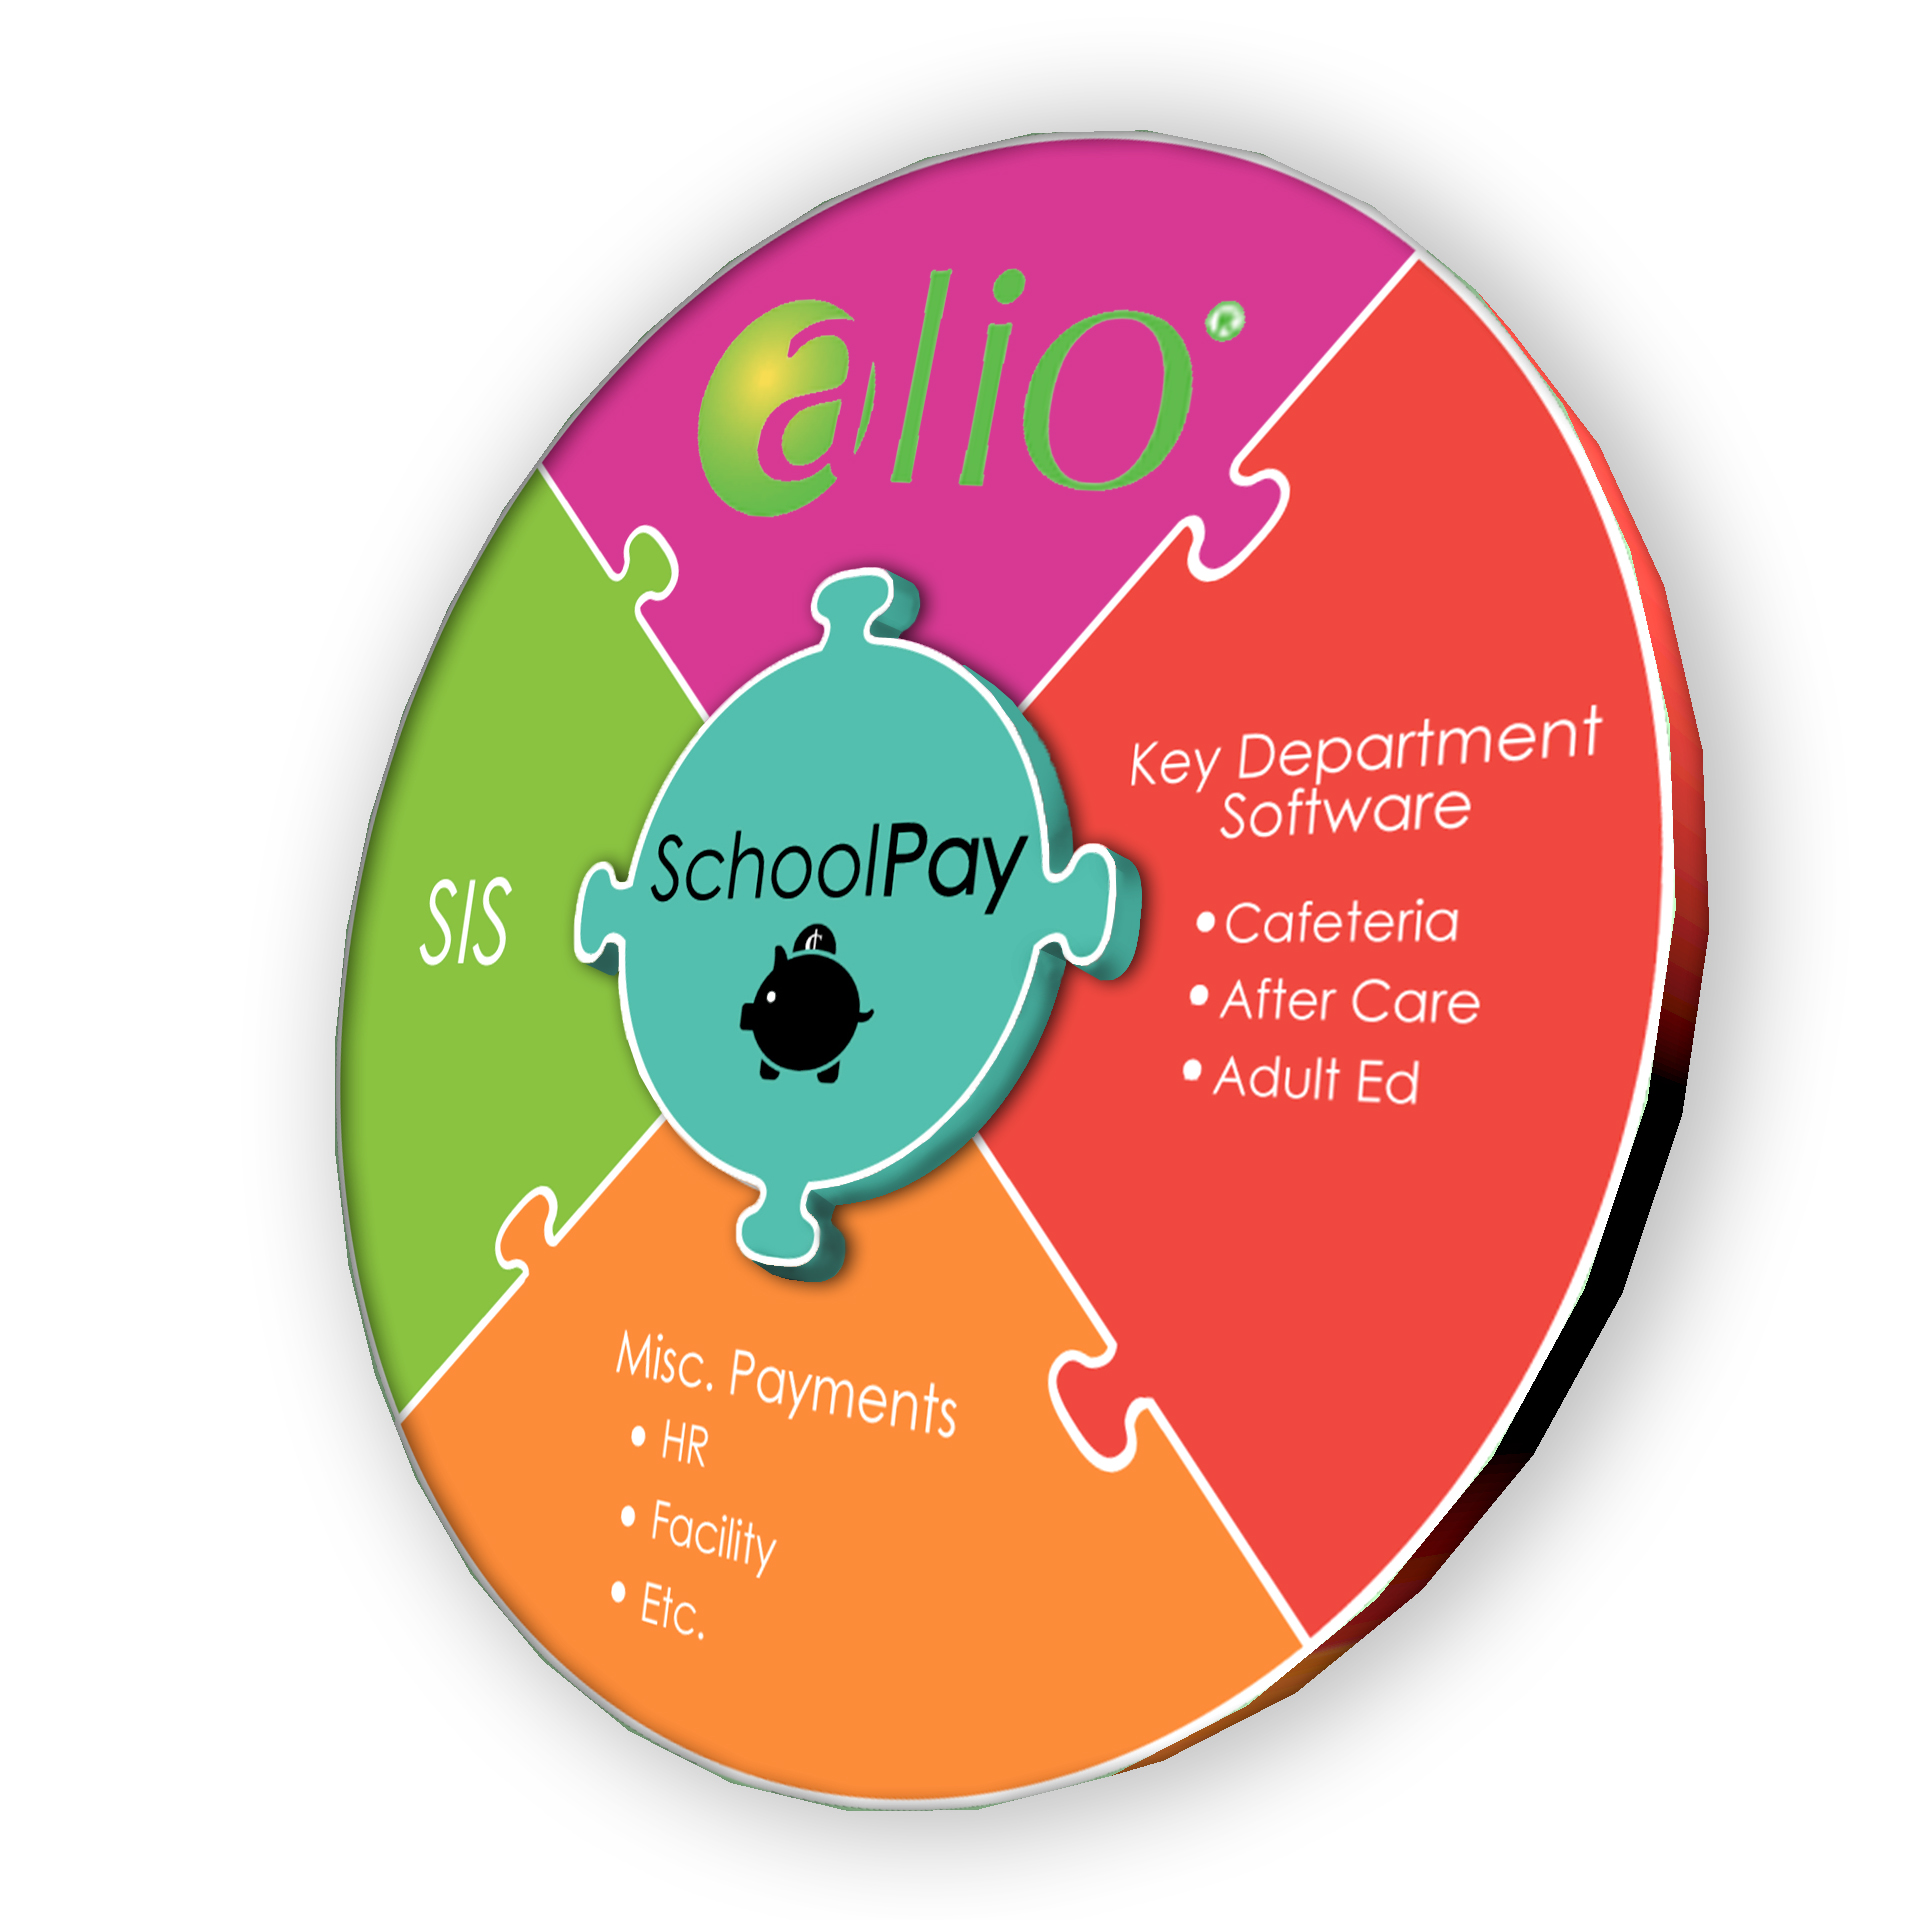 alio®
Key Department
Software
• Cafeteria
• After Care
• Adult Ed
SchoolPay
¢
SIS
Misc. Payments
• HR
• Facility
• Etc.